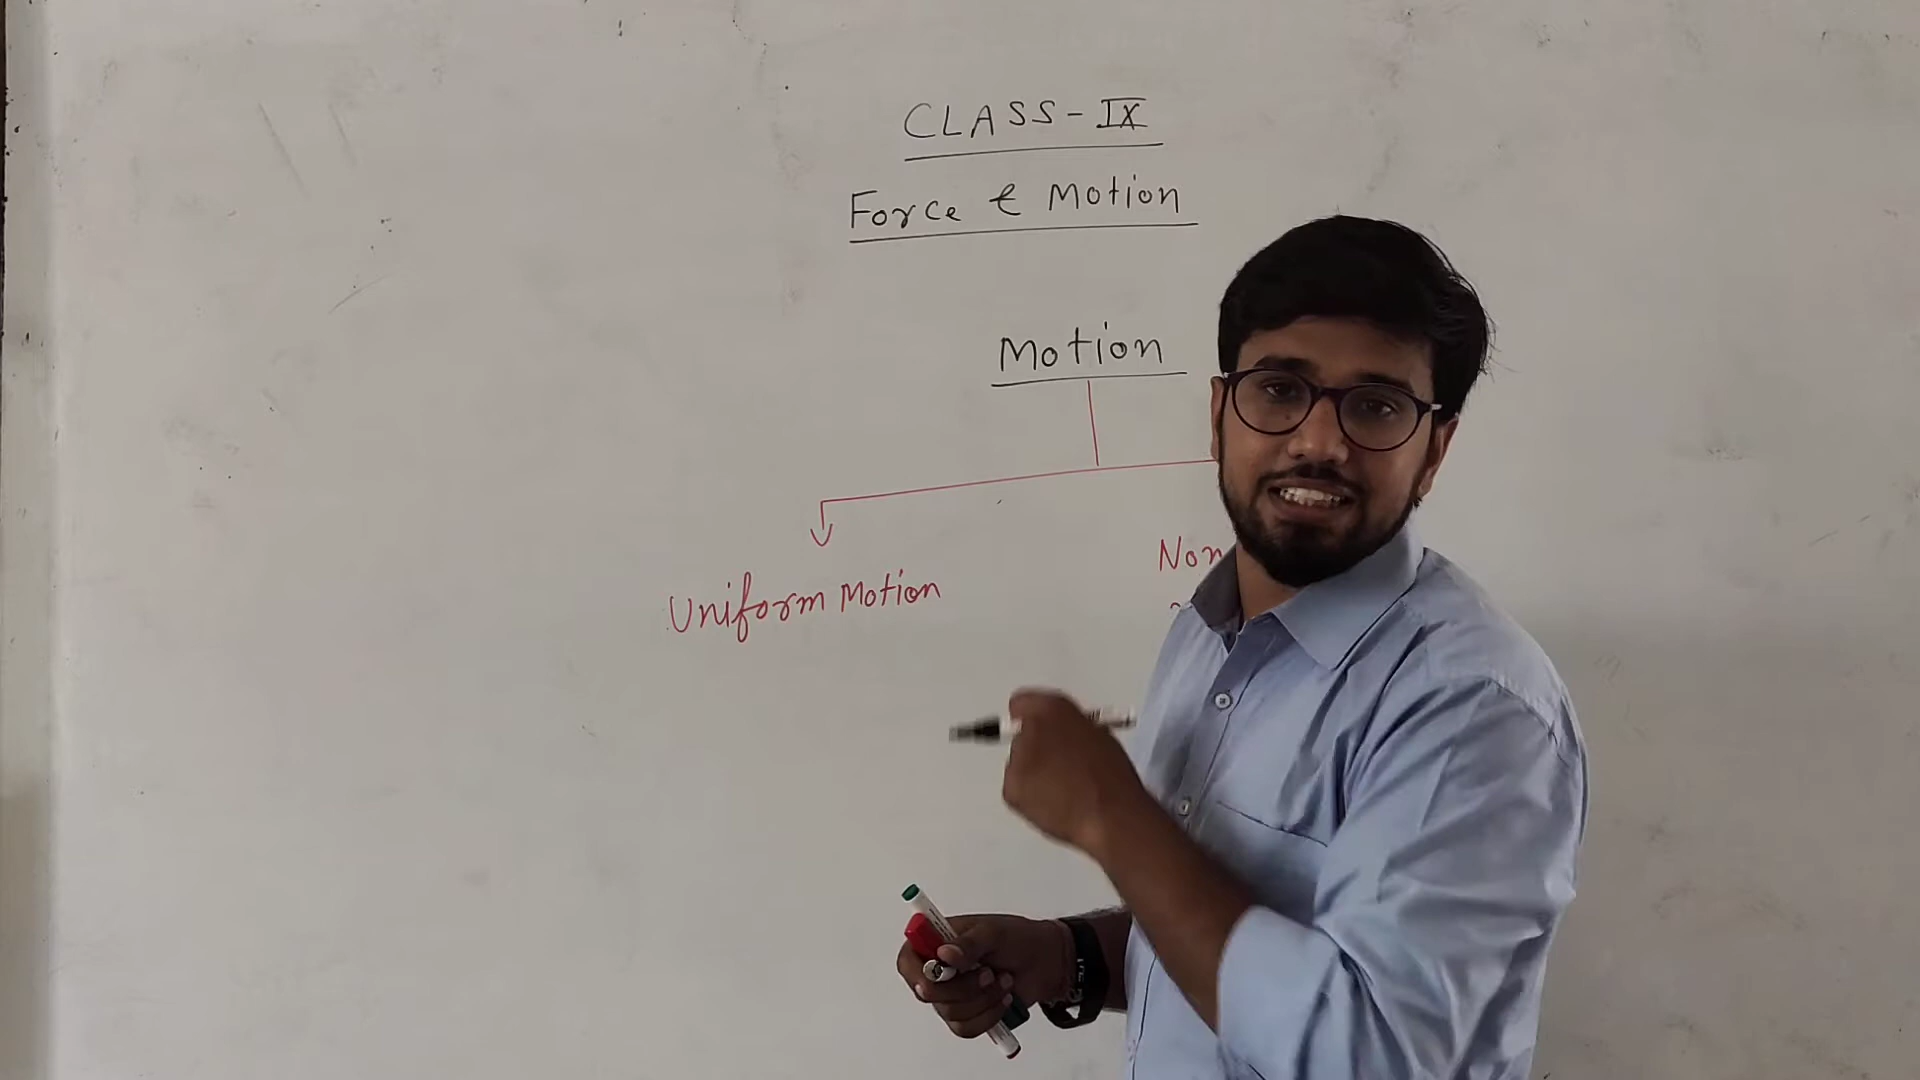 CLASS - IX
Force & Motion
Motion
Uniform Motion
Non